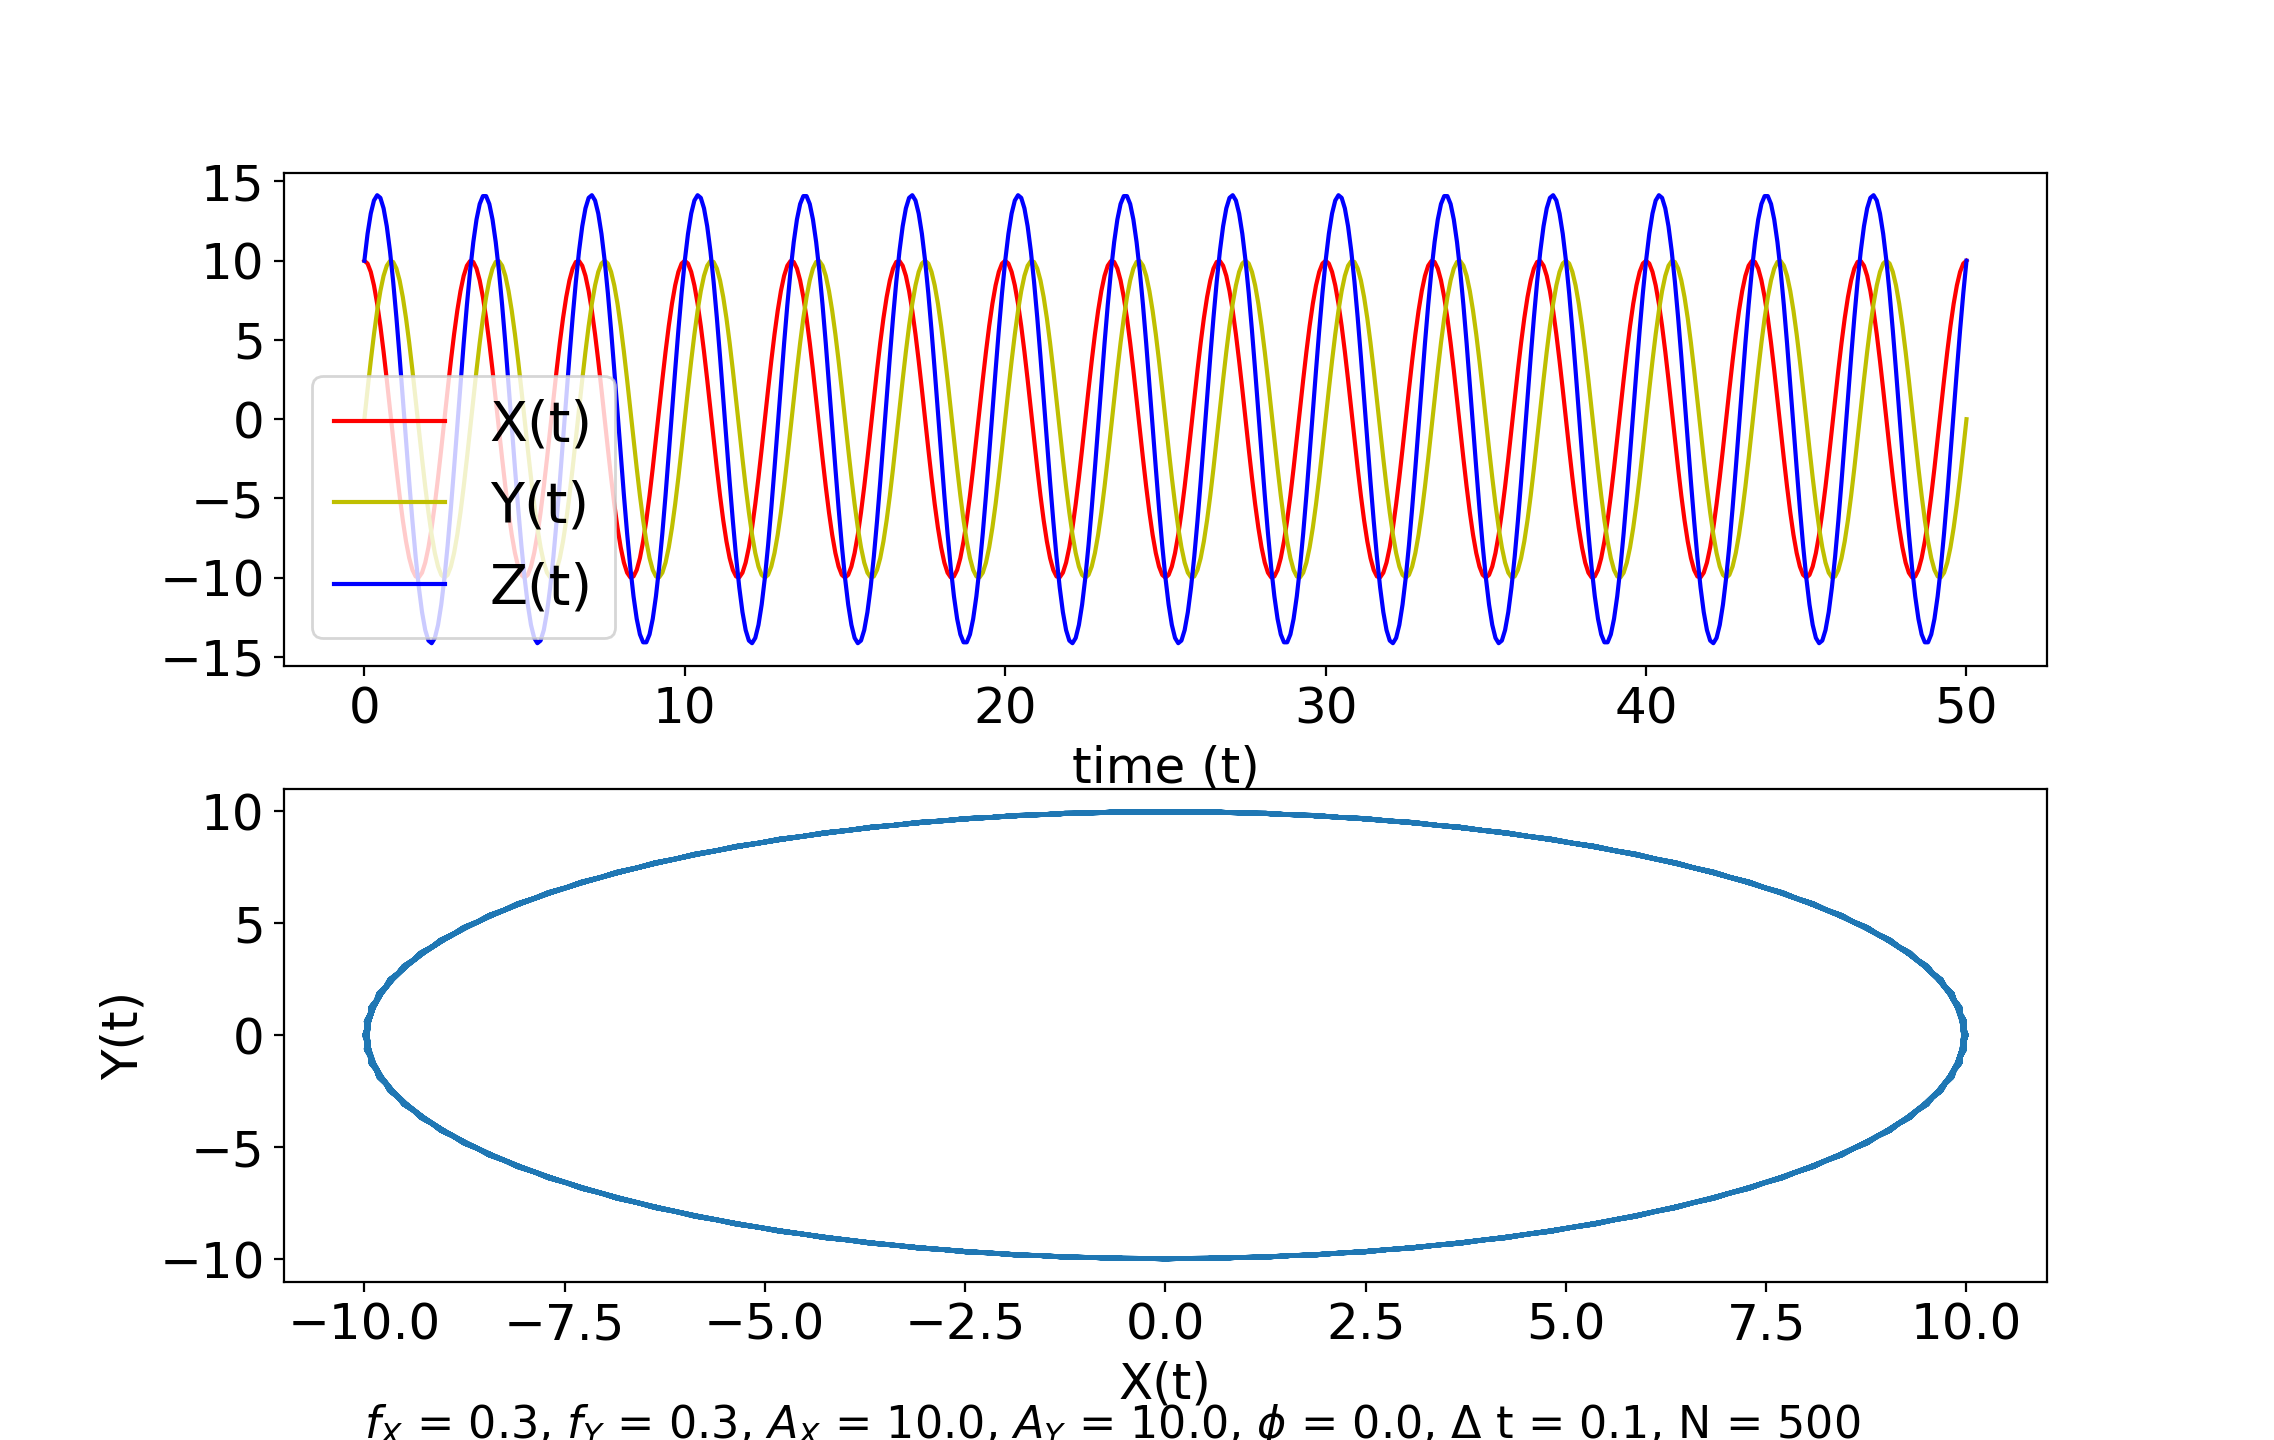 15
10
5
0
−5
−10
−15
X(t)
Y(t)
Z(t)
0 10 20 30 40 50
time (t)
10
5
0
−5
−10
Y(t)
−10.0 −7.5 −5.0 −2.5 0.0 2.5 5.0 7.5 10.0
X(t)
f_X = 0.3, f_Y = 0.3, A_X = 10.0, A_Y = 10.0, ϕ = 0.0, Δ t = 0.1, N = 500